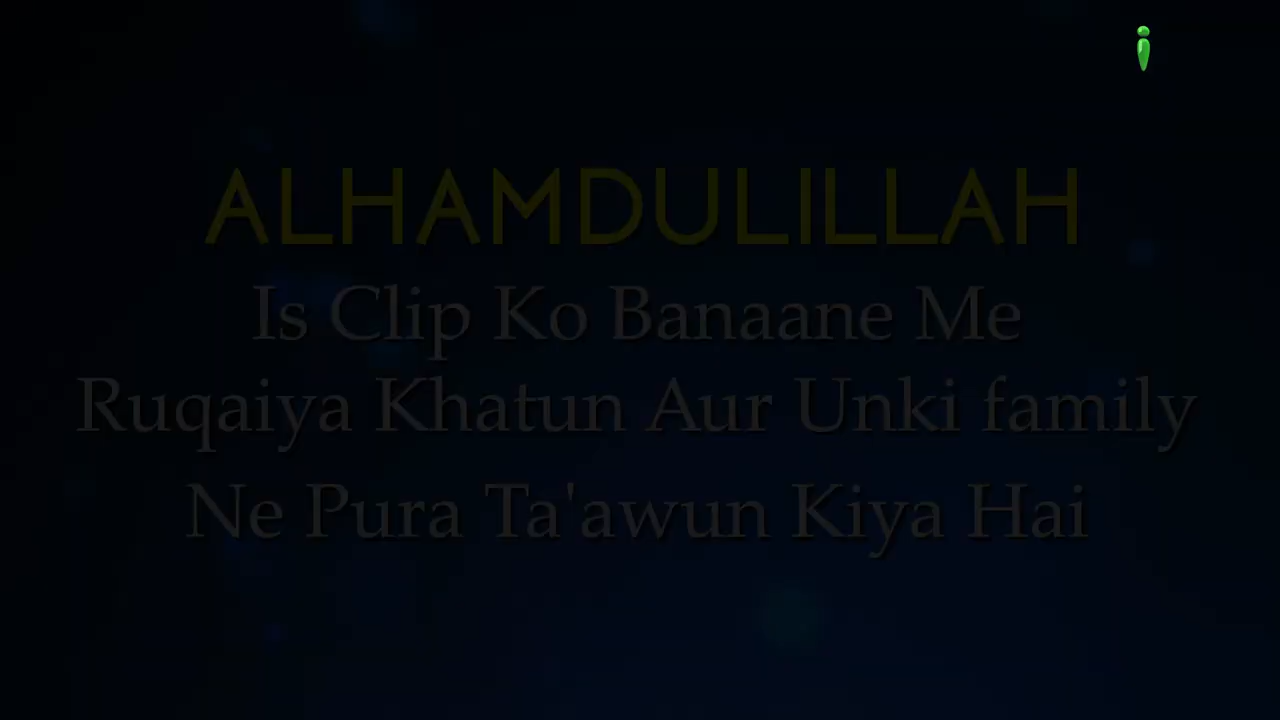 i
ALHAMDULILLAH
Is Clip Ko Banaane Me
Ruqaiya Khatun Aur Unki family
Ne Pura Ta'awun Kiya Hai